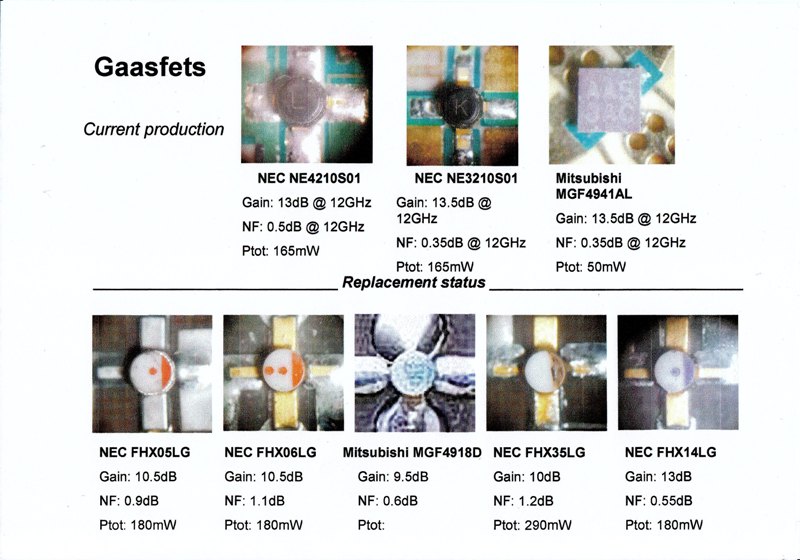 Gaasfets
Current production
L
K
NEC NE4210S01
Gain: 13dB @ 12GHz
NF: 0.5dB @ 12GHz
Ptot: 165mW
NEC NE3210S01
Gain: 13.5dB @
12GHz
NF: 0.35dB @ 12GHz
Ptot: 165mW
Mitsubishi
MGF4941AL
Gain: 13.5dB @ 12GHz
NF: 0.35dB @ 12GHz
Ptot: 50mW
Replacement status
NEC FHX05LG
Gain: 10.5dB
NF: 0.9dB
Ptot: 180mW
NEC FHX06LG
Gain: 10.5dB
NF: 1.1dB
Ptot: 180mW
Mitsubishi MGF4918D
Gain: 9.5dB
NF: 0.6dB
Ptot:
NEC FHX35LG
Gain: 10dB
NF: 1.2dB
Ptot: 290mW
NEC FHX14LG
Gain: 13dB
NF: 0.55dB
Ptot: 180mW